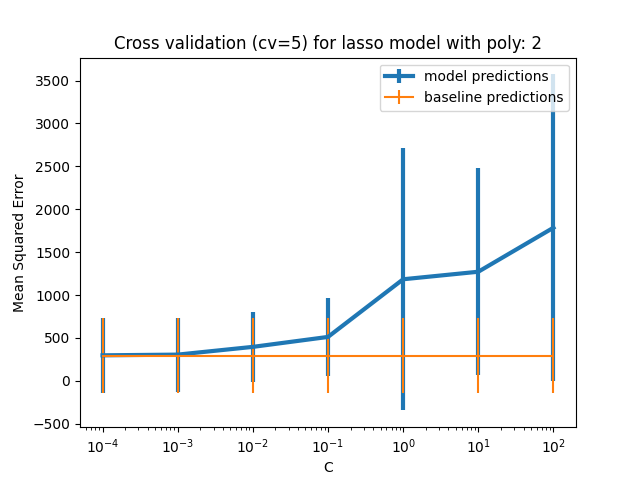 Cross validation (cv=5) for lasso model with poly: 2
model predictions
baseline predictions
Mean Squared Error
3500
3000
2500
2000
1500
1000
500
0
−500
10⁻⁴ 10⁻³ 10⁻² 10⁻¹ 10⁰ 10¹ 10²
C